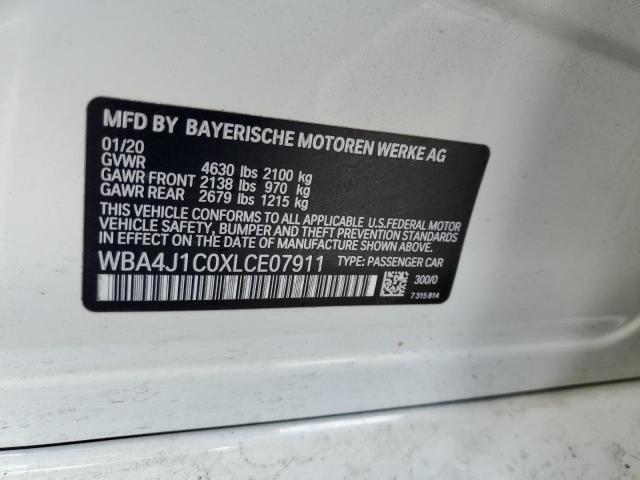 MFD BY BAYERISCHE MOTOREN WERKE AG
01/20
GVWR 4630 lbs 2100 kg
GAWR FRONT 2138 lbs 970 kg
GAWR REAR 2679 lbs 1215 kg
THIS VEHICLE CONFORMS TO ALL APPLICABLE U.S.FEDERAL MOTOR
VEHICLE SAFETY, BUMPER AND THEFT PREVENTION STANDARDS
IN EFFECT ON THE DATE OF MANUFACTURE SHOWN ABOVE.
WBA4J1C0XLCE07911 TYPE: PASSENGER CAR
300/0
7 315 814